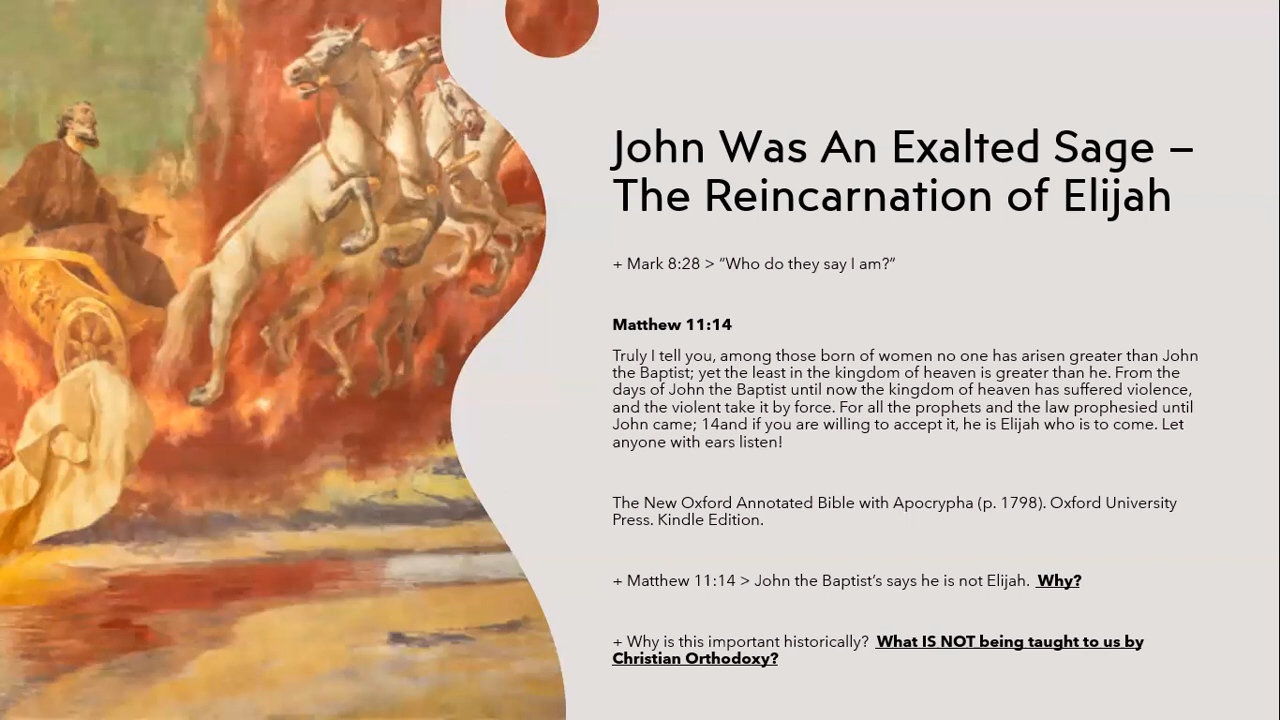 John Was An Exalted Sage –
The Reincarnation of Elijah
+ Mark 8:28 > “Who do they say I am?”
Matthew 11:14
Truly I tell you, among those born of women no one has arisen greater than John
the Baptist; yet the least in the kingdom of heaven is greater than he. From the
days of John the Baptist until now the kingdom of heaven has suffered violence,
and the violent take it by force. For all the prophets and the law prophesied until
John came; 14and if you are willing to accept it, he is Elijah who is to come. Let
anyone with ears listen!
The New Oxford Annotated Bible with Apocrypha (p. 1798). Oxford University
Press. Kindle Edition.
+ Matthew 11:14 > John the Baptist’s says he is not Elijah. Why?
+ Why is this important historically? What IS NOT being taught to us by
Christian Orthodoxy?